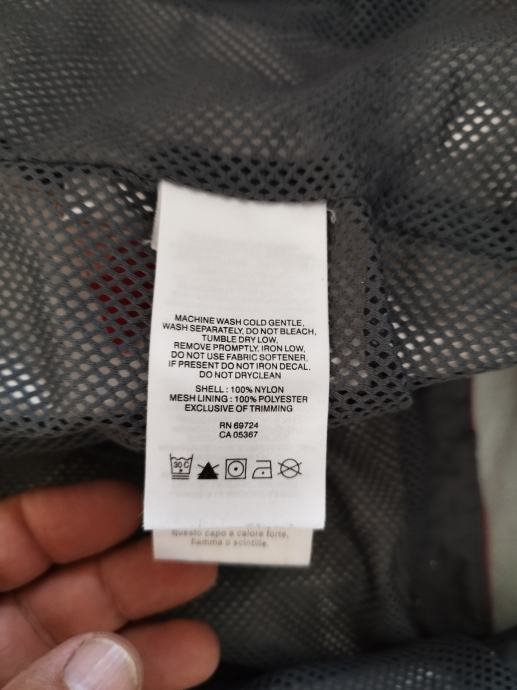 MACHINE WASH COLD GENTLE,
WASH SEPARATELY, DO NOT BLEACH,
TUMBLE DRY LOW,
REMOVE PROMPTLY, IRON LOW,
DO NOT USE FABRIC SOFTENER,
IF PRESENT DO NOT IRON DECAL.
DO NOT DRYCLEAN
SHELL : 100% NYLON
MESH LINING : 100% POLYESTER
EXCLUSIVE OF TRIMMING
RN 69724
CA 05367
30 C
questo capo a calore forte,
fiamma o scintille.